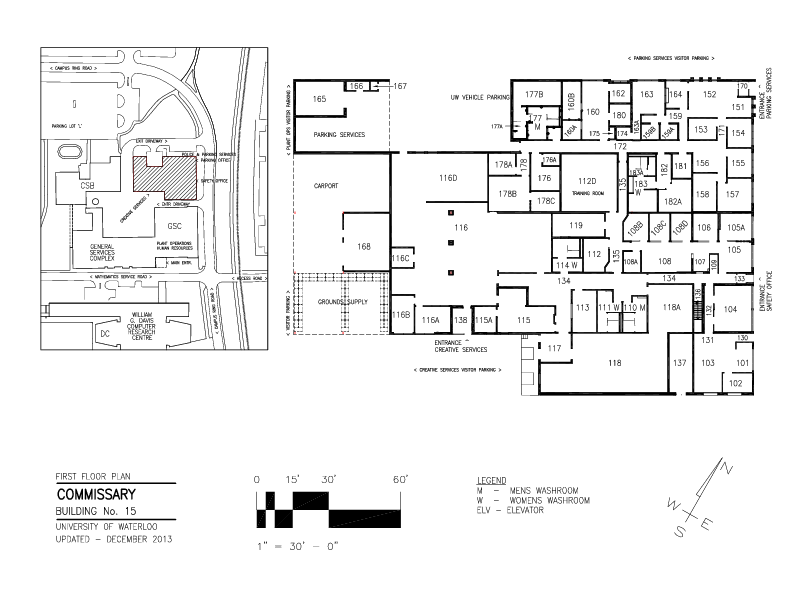 < CAMPUS RING ROAD >
PARKING LOT 'L'
EXIT DRIVEWAY >
POLICE & PARKING SERVICES
< PARKING OFFIS
CSB
< SAFETY OFFICE
CREATIVE SERVICES >
< ENTR DRIVEWAY
GSC
PLANT OPERATIONS
HUMAN RESOURCES
GENERAL
SERVICES
COMPLEX
< MAIN ENTR.
< MATHEMATICS SERVICE ROAD >
< ACCESS ROAD >
< CAMPUS RING ROAD >
WILLIAM
G. DAVIS
COMPUTER
RESEARCH
CENTRE
DC
< PARKING SERVICES VISITOR PARKING >
< PLANT OPS VISITOR PARKING >
ENTRANCE ^
PARKING SERVICES
165
166
167
PARKING SERVICES
UW VEHICLE PARKING
177B
160B
160
162
163
164
152
170
151
177
M
177A
160A
175
180
174
163A
159B
159A
159
153
171
154
172
CARPORT
116D
178A
178
176A
176
178B
178C
112D
TRAINING ROOM
135
183A
183
W
182
181
182A
156
155
158
157
168
116
116C
119
114 W
112
135
108B
108C
108D
106
105A
105
108A
108
107
109
133
134
134
GROUNDS SUPPLY
< VISITOR PARKING >
116B
116A
138
115A
115
113
111 W
110 M
118A
136
132
104
ENTRANCE ^
SAFETY OFFICE
ENTRANCE ^
CREATIVE SERVICES
< CREATIVE SERVICES VISITOR PARKING >
117
118
137
131
130
103
101
102
FIRST FLOOR PLAN
COMMISSARY
BUILDING No. 15
UNIVERSITY OF WATERLOO
UPDATED - DECEMBER 2013
0 15' 30' 60'
1" = 30' - 0"
LEGEND
M - MENS WASHROOM
W - WOMENS WASHROOM
ELV - ELEVATOR
N
W
E
S